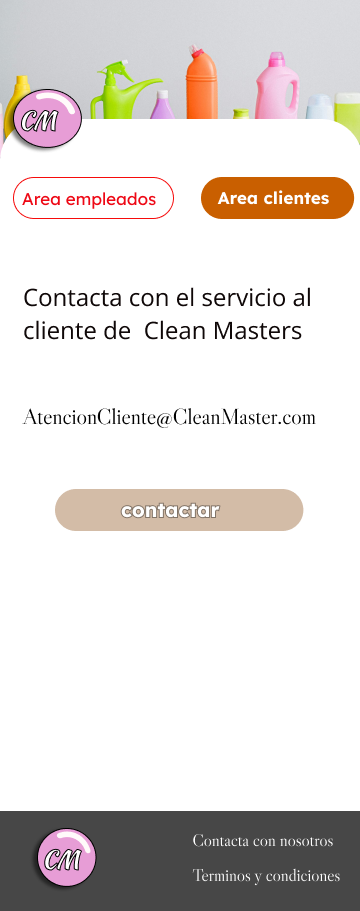 CM
Area empleados
Area clientes
Contacta con el servicio al
cliente de Clean Masters
AtencionCliente@CleanMaster.com
contactar
CM
Contacta con nosotros
Terminos y condiciones